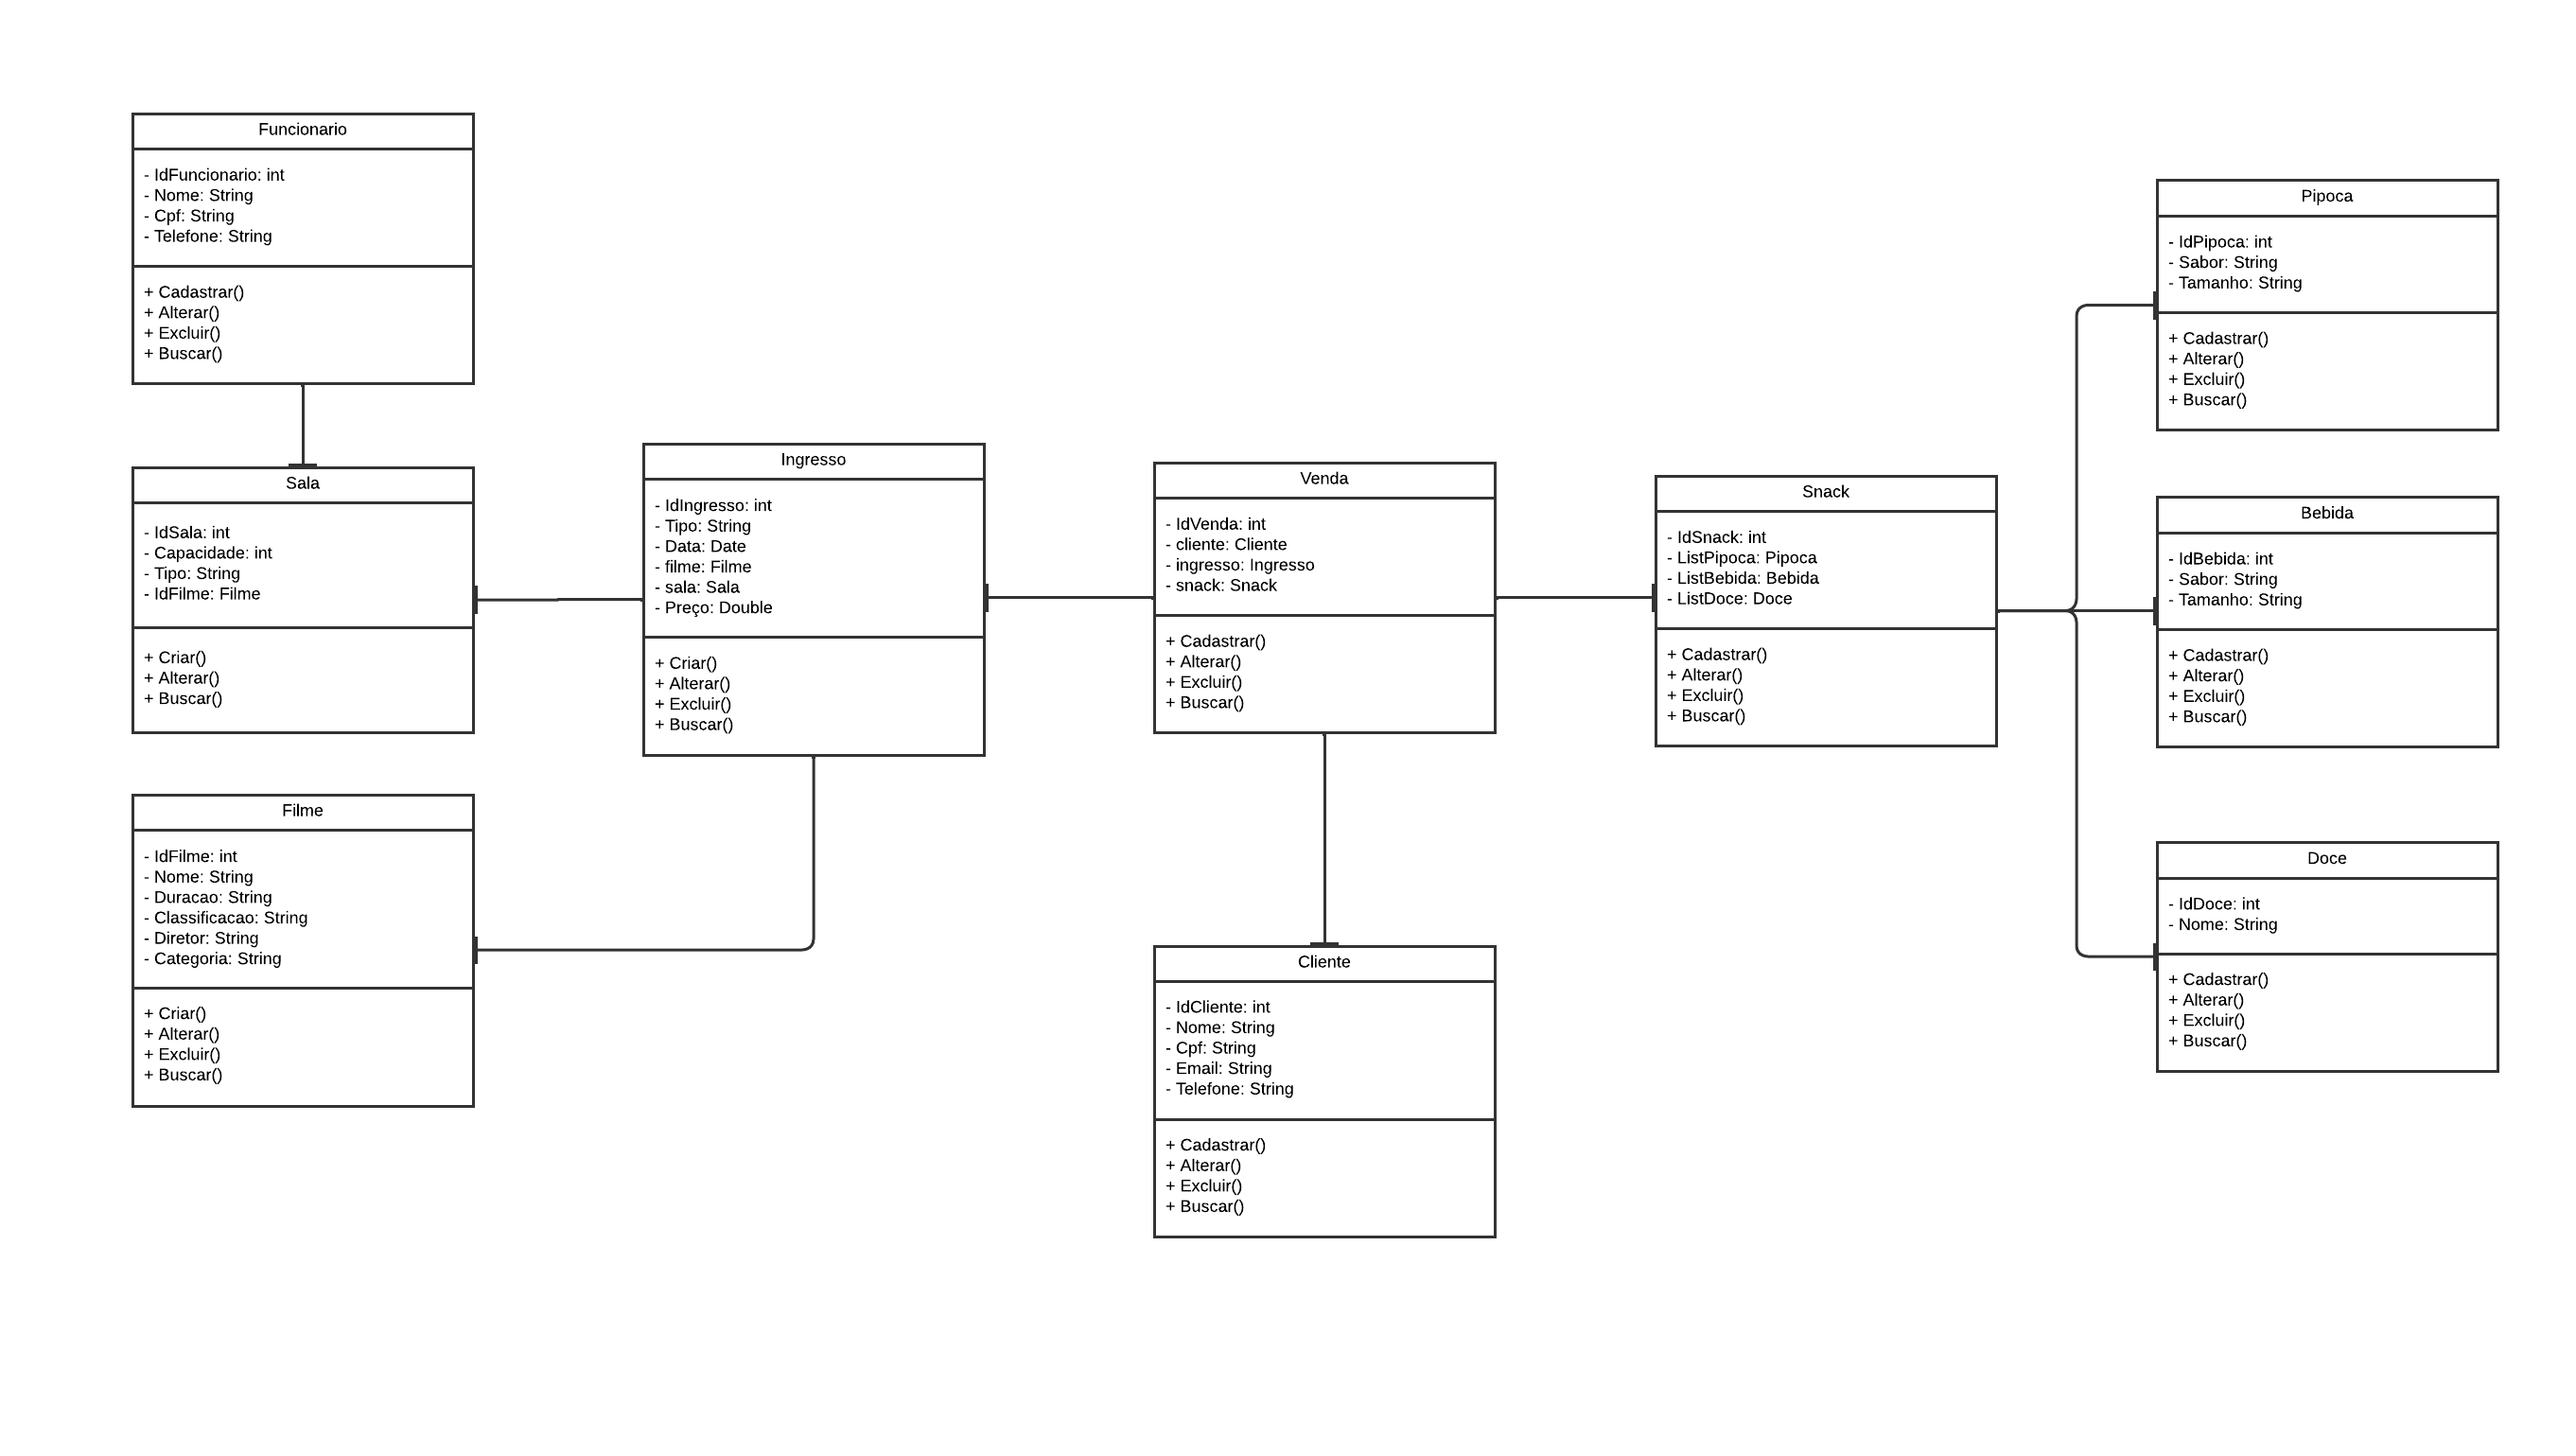 Funcionario
- IdFuncionario: int
- Nome: String
- Cpf: String
- Telefone: String
+ Cadastrar()
+ Alterar()
+ Excluir()
+ Buscar()
Sala
- IdSala: int
- Capacidade: int
- Tipo: String
- IdFilme: Filme
+ Criar()
+ Alterar()
+ Buscar()
Filme
- IdFilme: int
- Nome: String
- Duracao: String
- Classificacao: String
- Diretor: String
- Categoria: String
+ Criar()
+ Alterar()
+ Excluir()
+ Buscar()
Ingresso
- IdIngresso: int
- Tipo: String
- Data: Date
- filme: Filme
- sala: Sala
- Preço: Double
+ Criar()
+ Alterar()
+ Excluir()
+ Buscar()
Venda
- IdVenda: int
- cliente: Cliente
- ingresso: Ingresso
- snack: Snack
+ Cadastrar()
+ Alterar()
+ Excluir()
+ Buscar()
Cliente
- IdCliente: int
- Nome: String
- Cpf: String
- Email: String
- Telefone: String
+ Cadastrar()
+ Alterar()
+ Excluir()
+ Buscar()
Snack
- IdSnack: int
- ListPipoca: Pipoca
- ListBebida: Bebida
- ListDoce: Doce
+ Cadastrar()
+ Alterar()
+ Excluir()
+ Buscar()
Pipoca
- IdPipoca: int
- Sabor: String
- Tamanho: String
+ Cadastrar()
+ Alterar()
+ Excluir()
+ Buscar()
Bebida
- IdBebida: int
- Sabor: String
- Tamanho: String
+ Cadastrar()
+ Alterar()
+ Excluir()
+ Buscar()
Doce
- IdDoce: int
- Nome: String
+ Cadastrar()
+ Alterar()
+ Excluir()
+ Buscar()